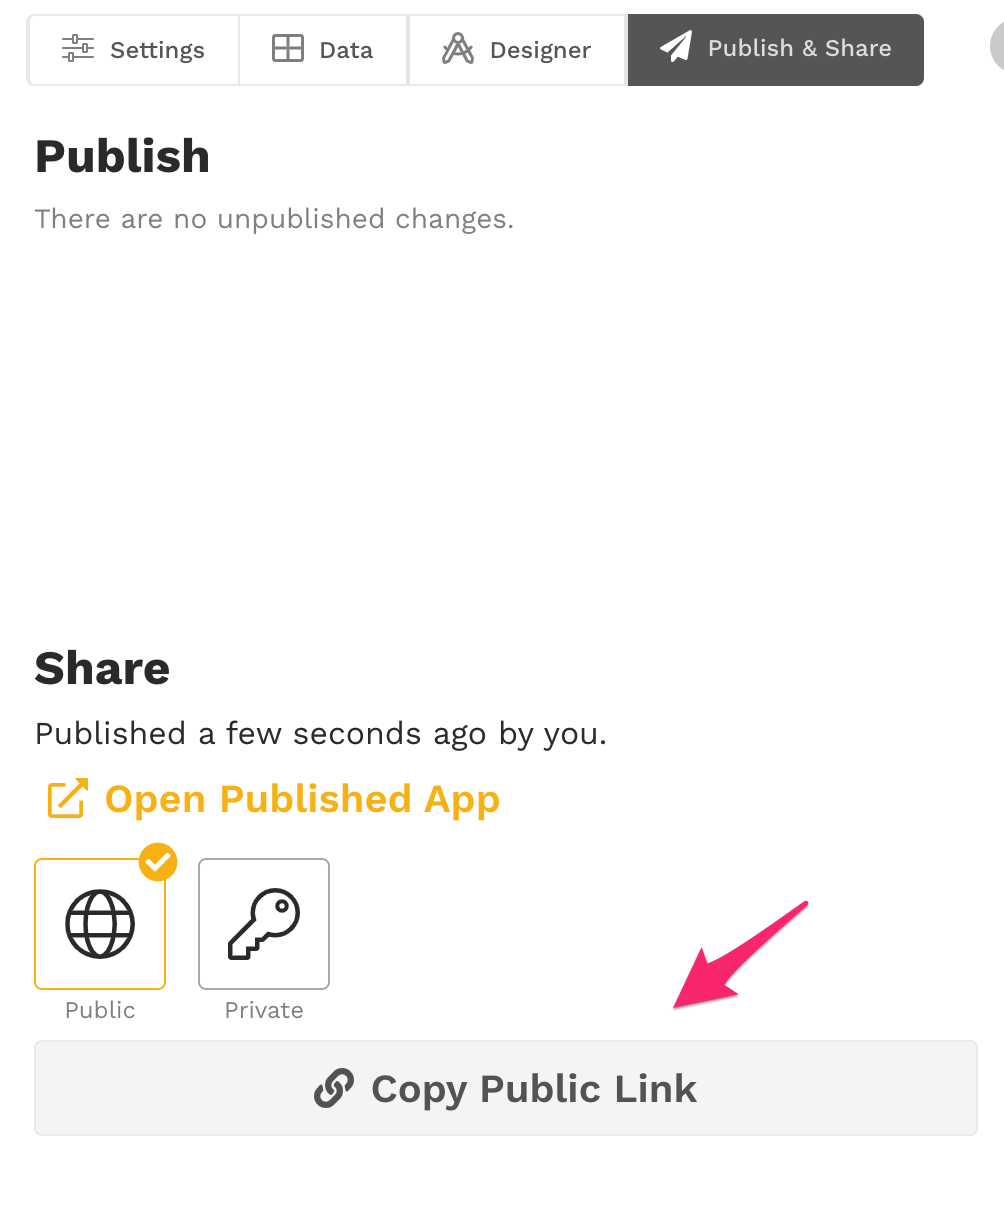 Settings Data Designer Publish & Share
Publish
There are no unpublished changes.
Share
Published a few seconds ago by you.
Open Published App
Public Private
Copy Public Link